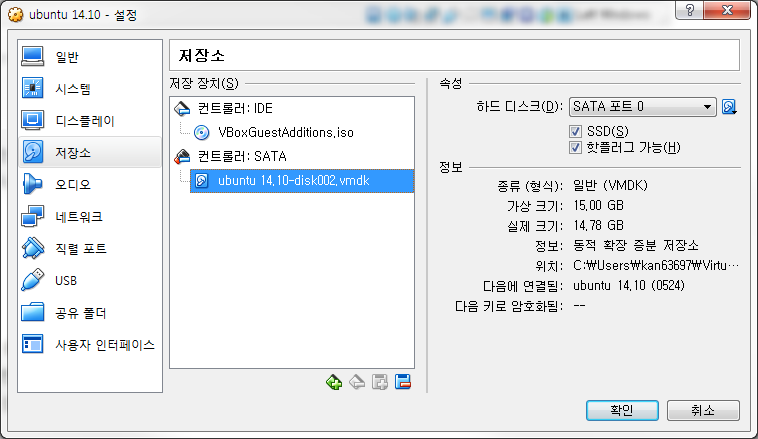 ubuntu 14.10 - 설정
일반
시스템
디스플레이
저장소
오디오
네트워크
직렬 포트
USB
공유 폴더
사용자 인터페이스
저장소
저장 장치(S)
컨트롤러: IDE
VBoxGuestAdditions.iso
컨트롤러: SATA
ubuntu 14.10-disk002.vmdk
속성
하드 디스크(D): SATA 포트 0
SSD(S)
핫플러그 가능(H)
정보
종류 (형식): 일반 (VMDK)
가상 크기: 15.00 GB
실제 크기: 14.78 GB
정보: 동적 확장 증분 저장소
위치: C:₩Users₩kan63697₩Virtu…
다음에 연결됨: ubuntu 14.10 (0524)
다음 키로 암호화됨: --
확인
취소